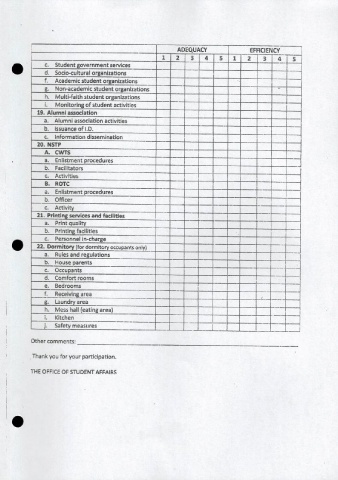 ADEQUACY EFFICIENCY
1 2 3 4 5 1 2 3 4 5
c. Student government services
d. Socio-cultural organizations
f. Academic student organizations
g. Non-academic student organizations
h. Multi-faith student organizations
i. Monitoring of student activities
19. Alumni association
a. Alumni association activities
b. Issuance of I.D.
c. Information dissemination
20. NSTP
A. CWTS
a. Enlistment procedures
b. Facilitators
c. Activities
B. ROTC
a. Enlistment procedures
b. Officer
c. Activity
21. Printing services and facilities
a. Print quality
b. Printing facilities
c. Personnel in-charge
22. Dormitory (for dormitory occupants only)
a. Rules and regulations
b. House parents
c. Occupants
d. Comfort rooms
e. Bedrooms
f. Receiving area
g. Laundry area
h. Mess hall (eating area)
i. Kitchen
j. Safety measures
Other comments:
Thank you for your participation.
THE OFFICE OF STUDENT AFFAIRS